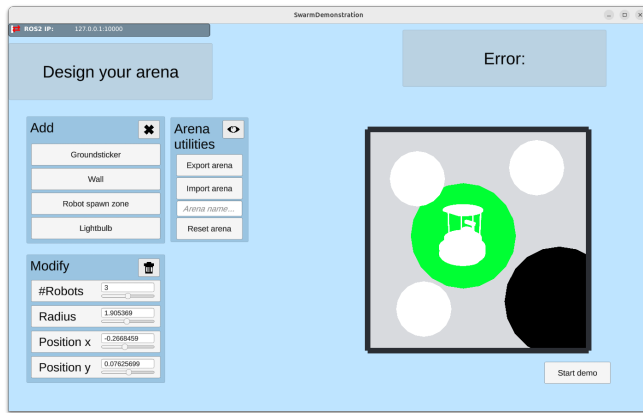 SwarmDemonstration
ROS2 IP: 127.0.0.1:10000
Design your arena
Error:
Add
Groundsticker
Wall
Robot spawn zone
Lightbulb
Arena
utilities
Export arena
Import arena
Arena name...
Reset arena
Modify
#Robots 3
Radius 1.905369
Position x -0.2668459
Position y 0.07625699
Start demo